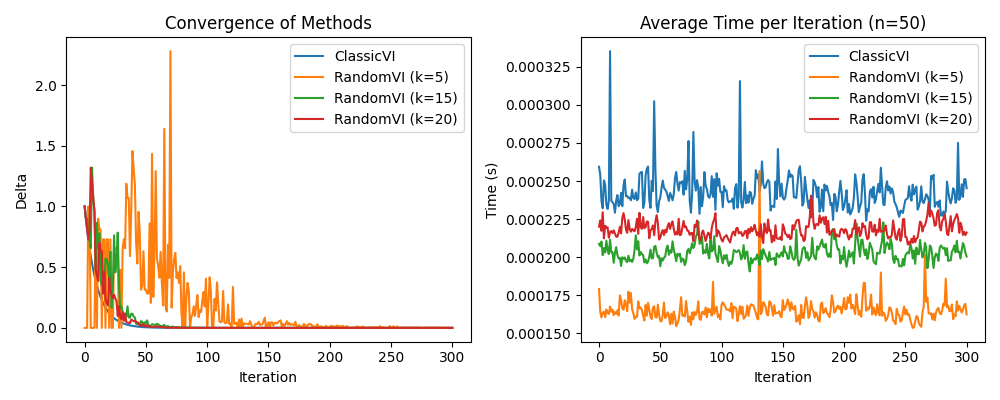 Convergence of Methods
Delta
2.0
1.5
1.0
0.5
0.0
ClassicVI
RandomVI (k=5)
RandomVI (k=15)
RandomVI (k=20)
0 50 100 150 200 250 300
Iteration
Average Time per Iteration (n=50)
Time (s)
0.000325
0.000300
0.000275
0.000250
0.000225
0.000200
0.000175
0.000150
ClassicVI
RandomVI (k=5)
RandomVI (k=15)
RandomVI (k=20)
0 50 100 150 200 250 300
Iteration